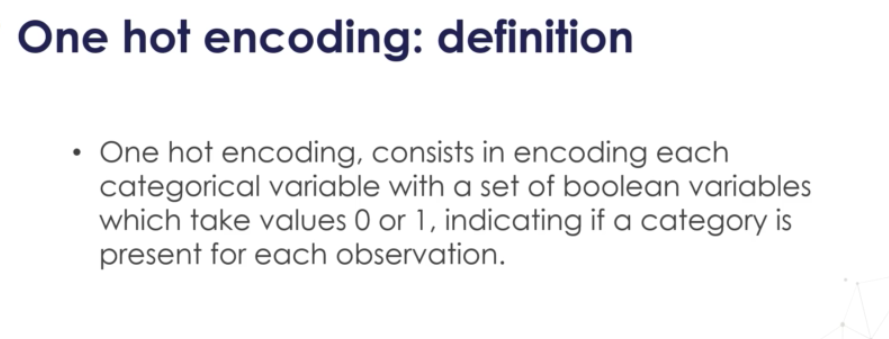 One hot encoding: definition
• One hot encoding, consists in encoding each
categorical variable with a set of boolean variables
which take values 0 or 1, indicating if a category is
present for each observation.